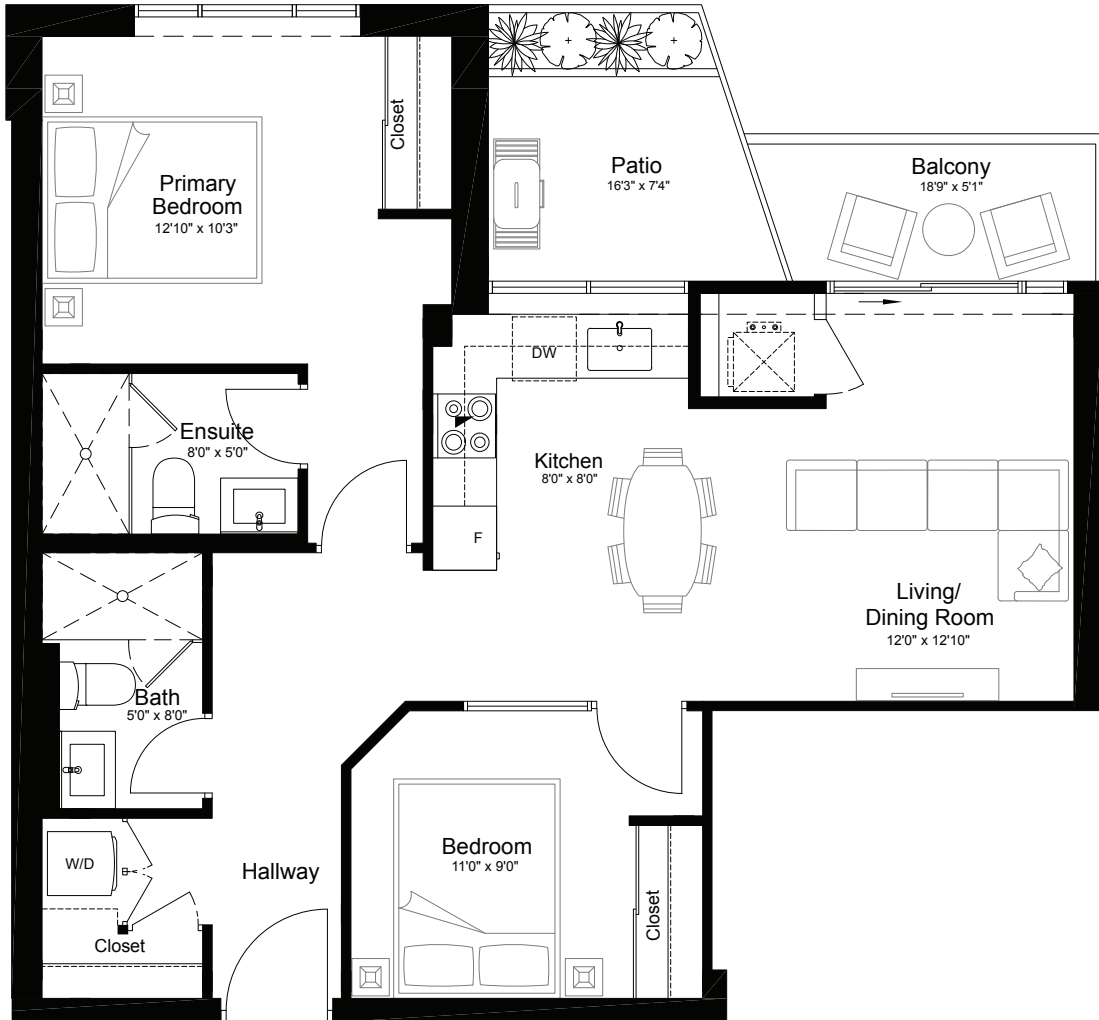 Closet
Primary
Bedroom
12'10" x 10'3"
Patio
16'3" x 7'4"
Balcony
18'9" x 5'1"
DW
Ensuite
8'0" x 5'0"
Kitchen
8'0" x 8'0"
F
Living/
Dining Room
12'0" x 12'10"
Bath
5'0" x 8'0"
W/D
Hallway
Bedroom
11'0" x 9'0"
Closet
Closet